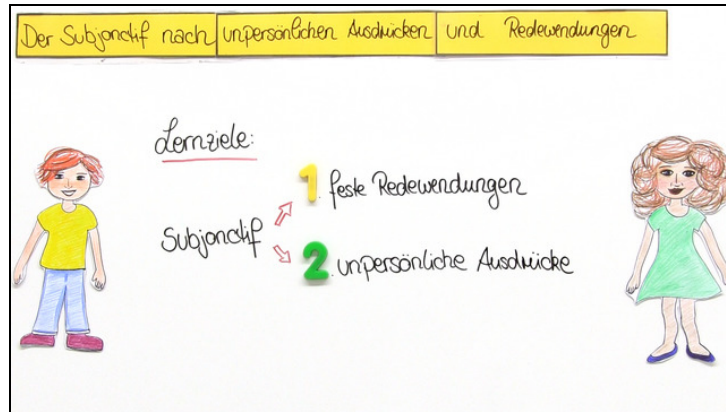 Der Subjonctif nach unpersönlichen Ausdrücken und Redewendungen
Lernziele:
1. feste Redewendungen
Subjonctif
2. unpersönliche Ausdrücke